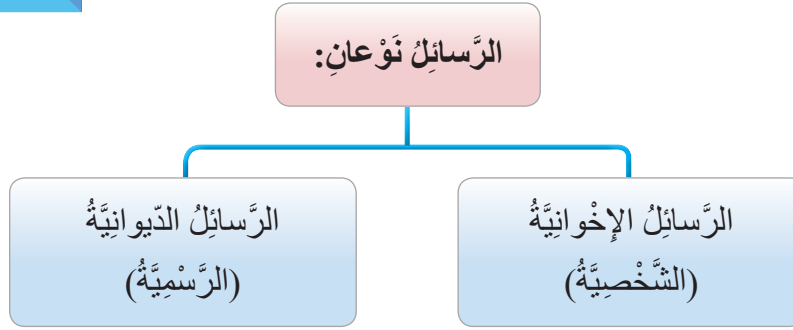 الرَّسائِلُ نَوْعانِ:
الرَّسائِلُ الإِخْوانِيَّةُ
(الشَّخْصِيَّةُ)
الرَّسائِلُ الدّيوانِيَّةُ
(الرَّسْمِيَّةُ)